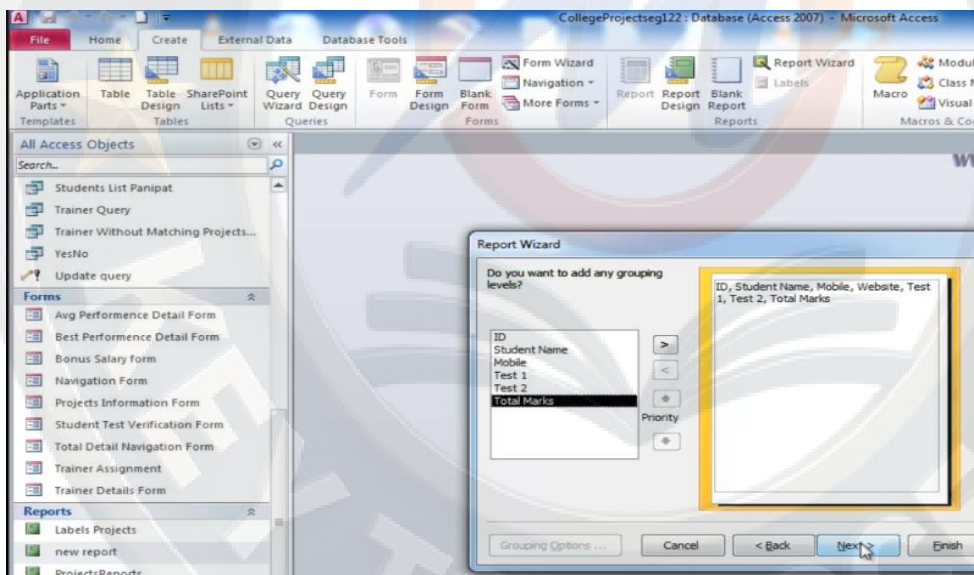 CollegeProjectseg122 : Database (Access 2007) - Microsoft Access
File Home Create External Data Database Tools
Application Parts
Table
Table Design
SharePoint Lists
Query Wizard
Query Design
Form
Form Design
Blank Form
Form Wizard
Navigation
More Forms
Report
Report Design
Blank Report
Report Wizard
Labels
Macro
Modul
Class M
Visual
Templates Tables Queries Forms Reports Macros & Co
All Access Objects
Search...
Students List Panipat
Trainer Query
Trainer Without Matching Projects...
YesNo
Update query
Forms
Avg Performence Detail Form
Best Performence Detail Form
Bonus Salary form
Navigation Form
Projects Information Form
Student Test Verification Form
Total Detail Navigation Form
Trainer Assignment
Trainer Details Form
Reports
Labels Projects
new report
ProjectsReports
Report Wizard
Do you want to add any grouping
levels?
ID
Student Name
Mobile
Test 1
Test 2
Total Marks
>
<
Priority
ID, Student Name, Mobile, Website, Test
1, Test 2, Total Marks
Grouping Options ... Cancel < Back Next > Finish